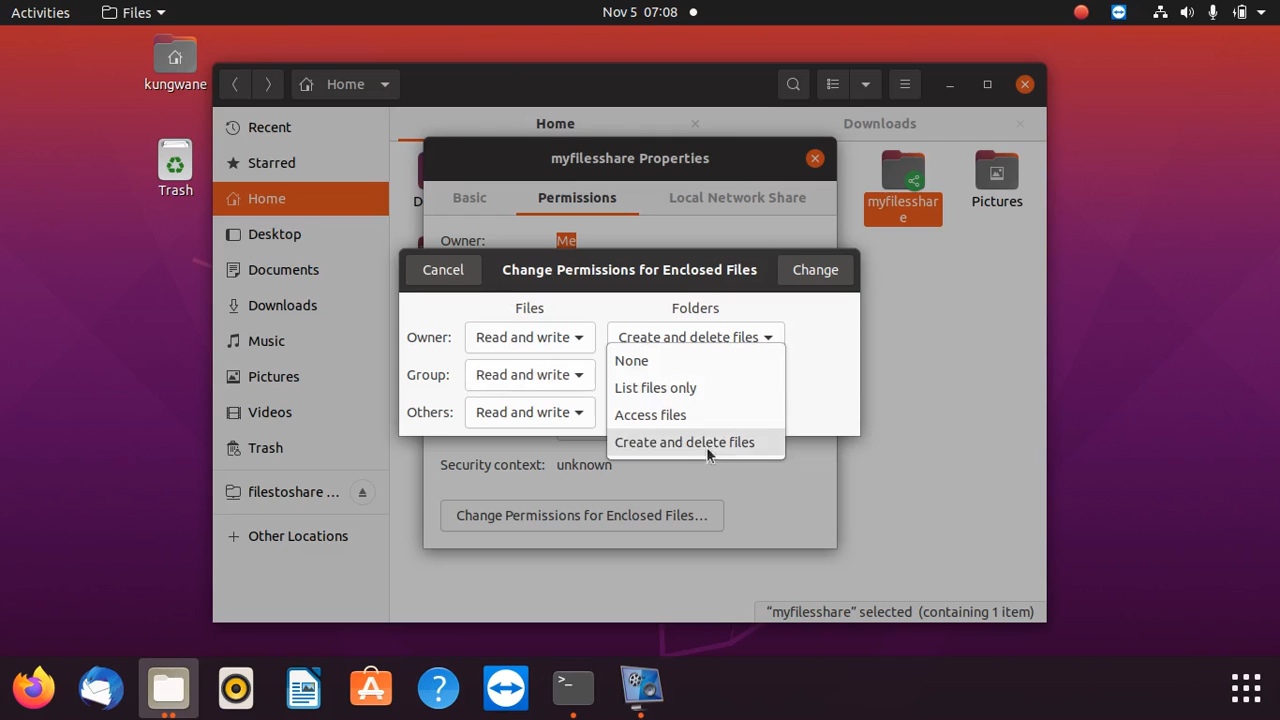 Activities
Files
Nov 5 07:08
kungwane
Trash
Home
Recent
Starred
Home
Desktop
Documents
Downloads
Music
Pictures
Videos
Trash
filestoshare ...
Other Locations
Home
Downloads
D
myfilesshar
e
Pictures
myfilesshare Properties
Basic
Permissions
Local Network Share
Owner: Me
Cancel
Change Permissions for Enclosed Files
Change
Files
Folders
Owner: Read and write Create and delete files
Group: Read and write
Others: Read and write
None
List files only
Access files
Create and delete files
Security context: unknown
Change Permissions for Enclosed Files...
“myfilesshare” selected (containing 1 item)